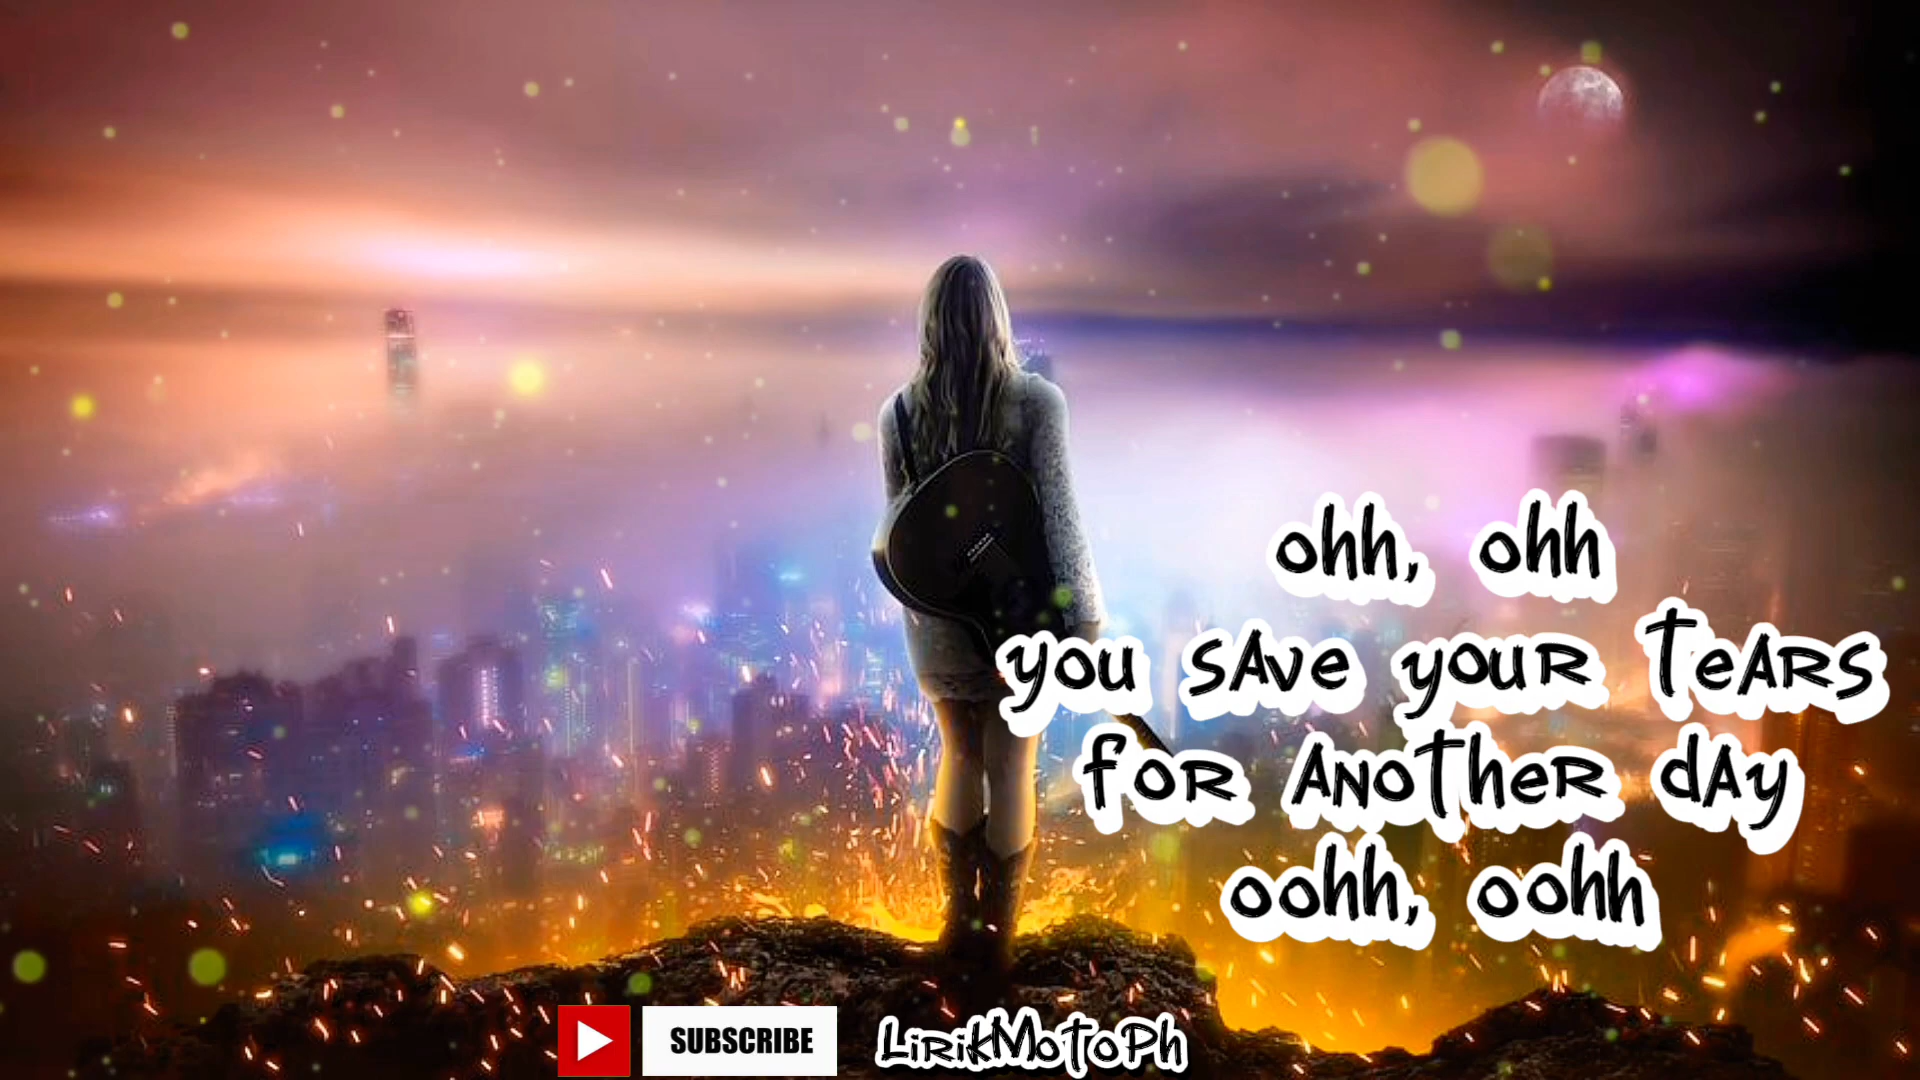 ohh, ohh
you save your tears
for another day
oohh, oohh
SUBSCRIBE
LirikMotoPh